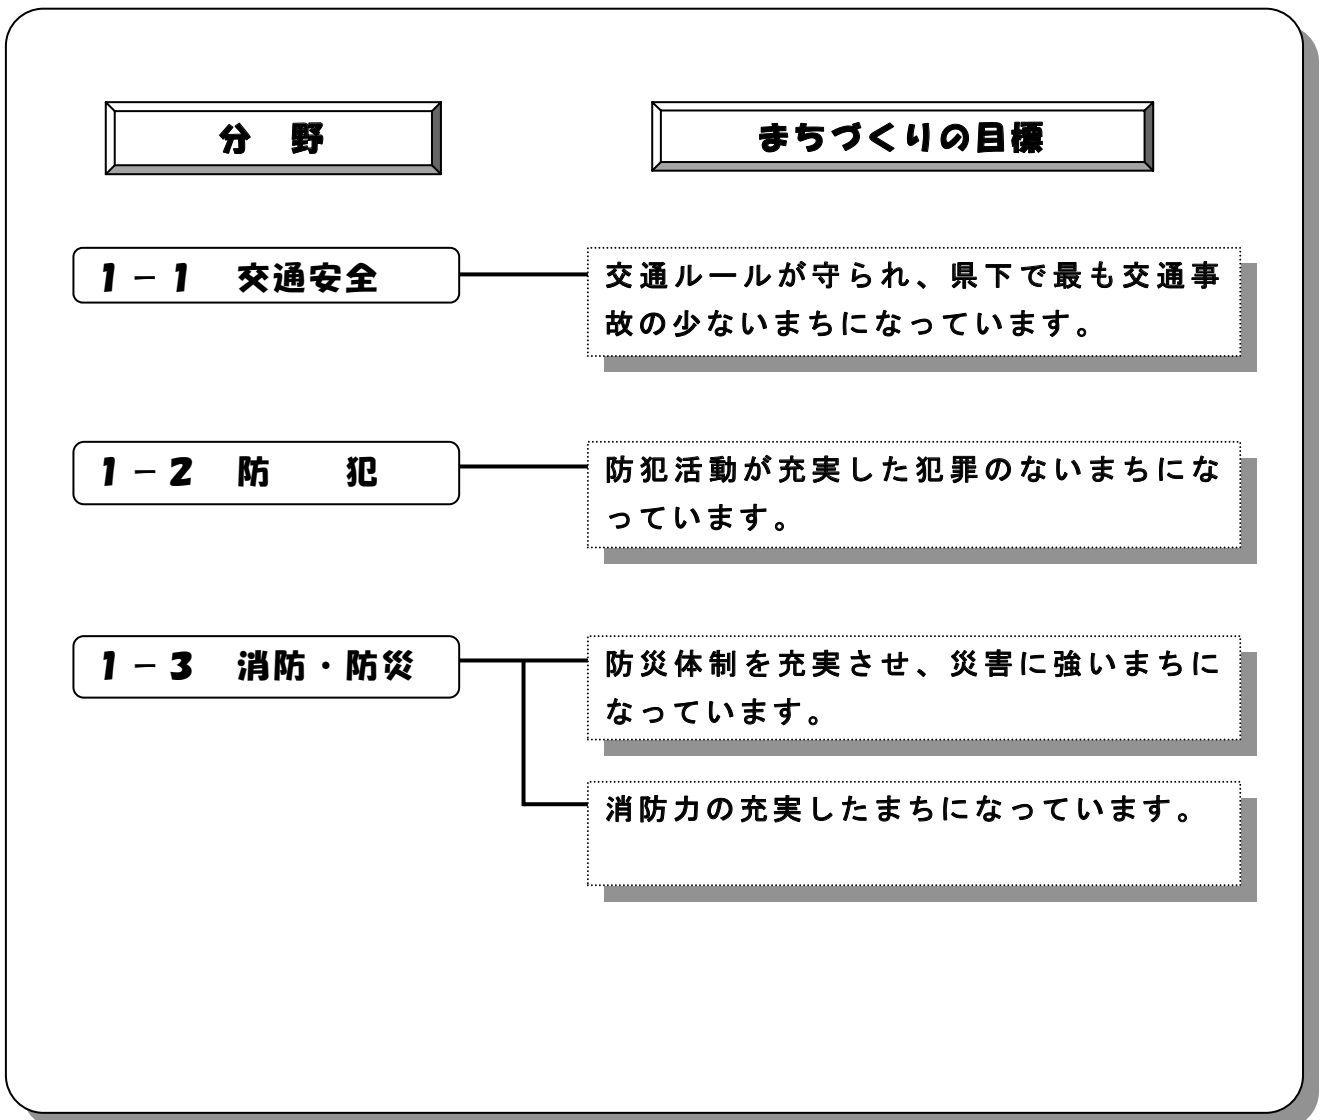 分　野
まちづくりの目標
１－１　交通安全
交通ルールが守られ、県下で最も交通事
故の少ないまちになっています。
１－２　防　　犯
防犯活動が充実した犯罪のないまちにな
っています。
１－３　消防・防災
防災体制を充実させ、災害に強いまちに
なっています。
消防力の充実したまちになっています。